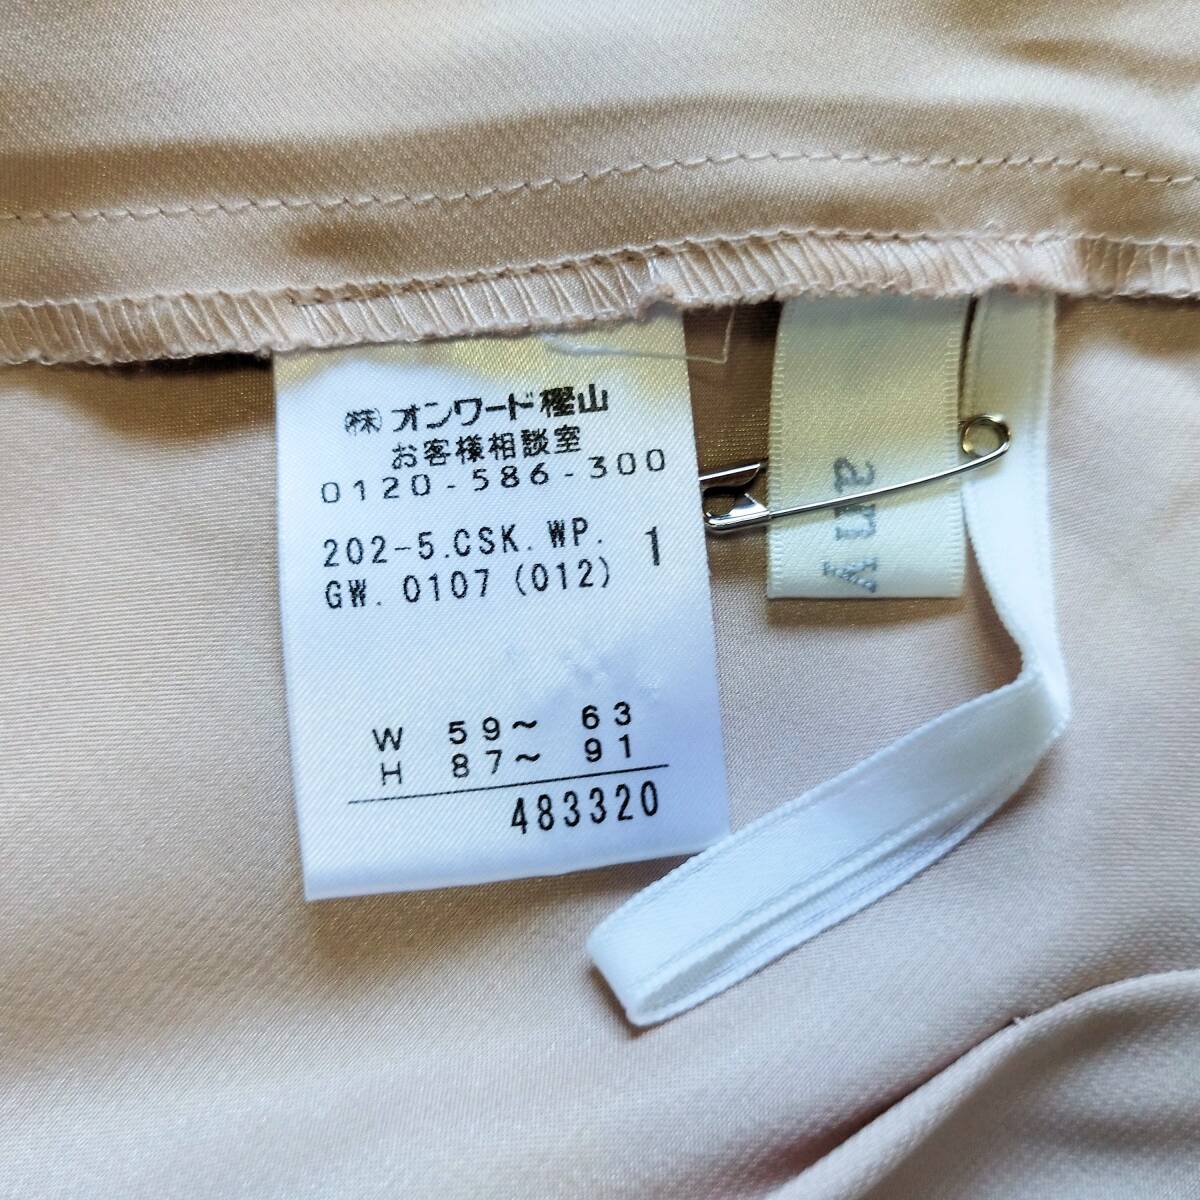 ㈱オンワード樫山
お客様相談室
0120-586-300
202-5.CSK.WP.
GW.0107(012)
1
W 59～ 63
H 87～ 91
483320
any